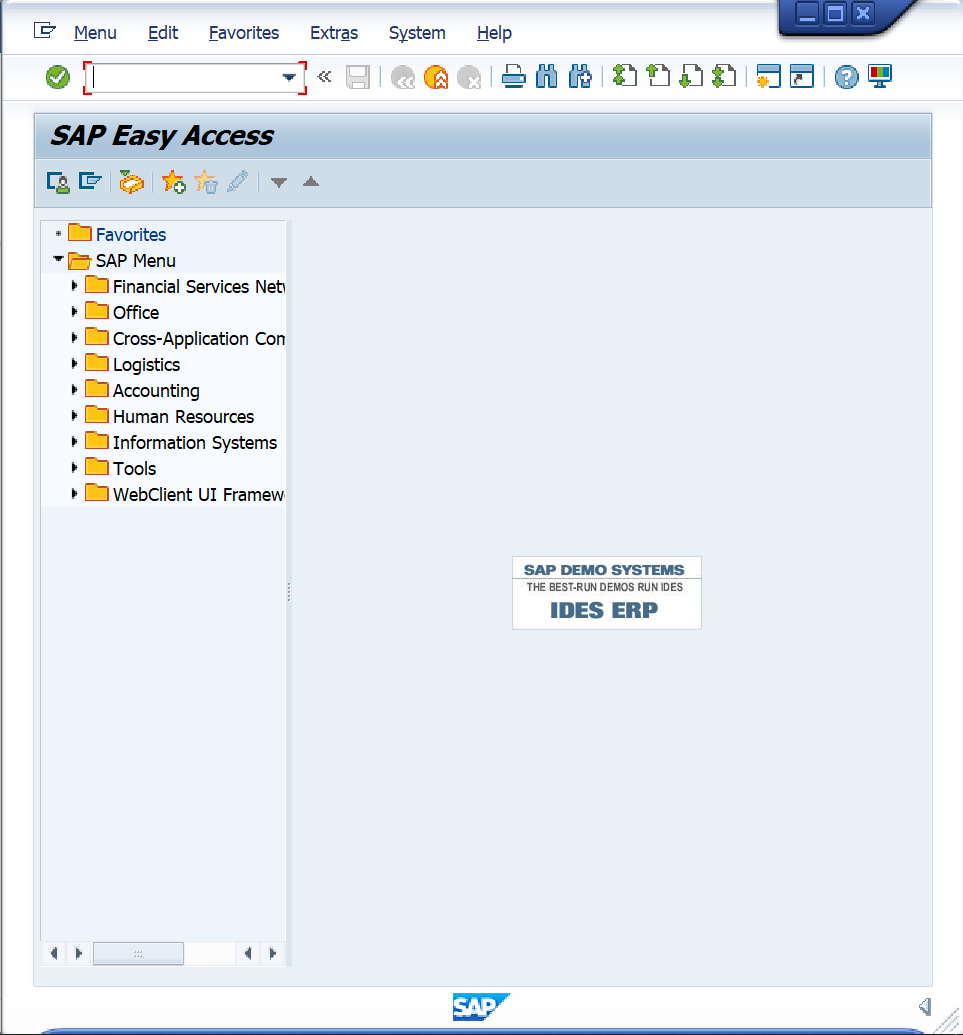 Menu Edit Favorites Extras System Help
SAP Easy Access
Favorites
SAP Menu
Financial Services Netw
Office
Cross-Application Com
Logistics
Accounting
Human Resources
Information Systems
Tools
WebClient UI Framew
SAP DEMO SYSTEMS
THE BEST-RUN DEMOS RUN IDES
IDES ERP
SAP